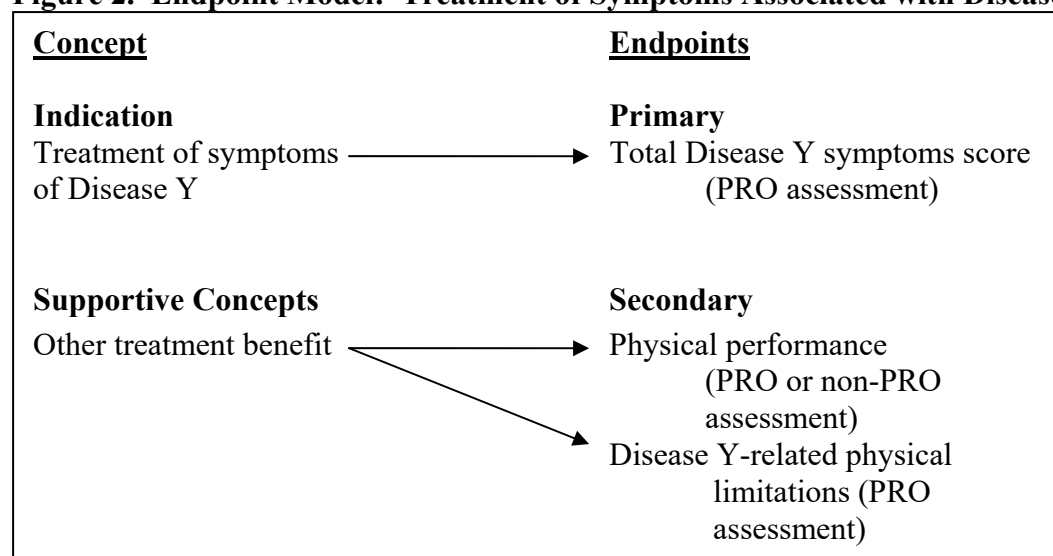 Figure 2. Endpoint Model: Treatment of Symptoms Associated with Disease
Concept
Endpoints
Indication
Treatment of symptoms
of Disease Y
Primary
Total Disease Y symptoms score
(PRO assessment)
Supportive Concepts
Other treatment benefit
Secondary
Physical performance
(PRO or non-PRO
assessment)
Disease Y-related physical
limitations (PRO
assessment)